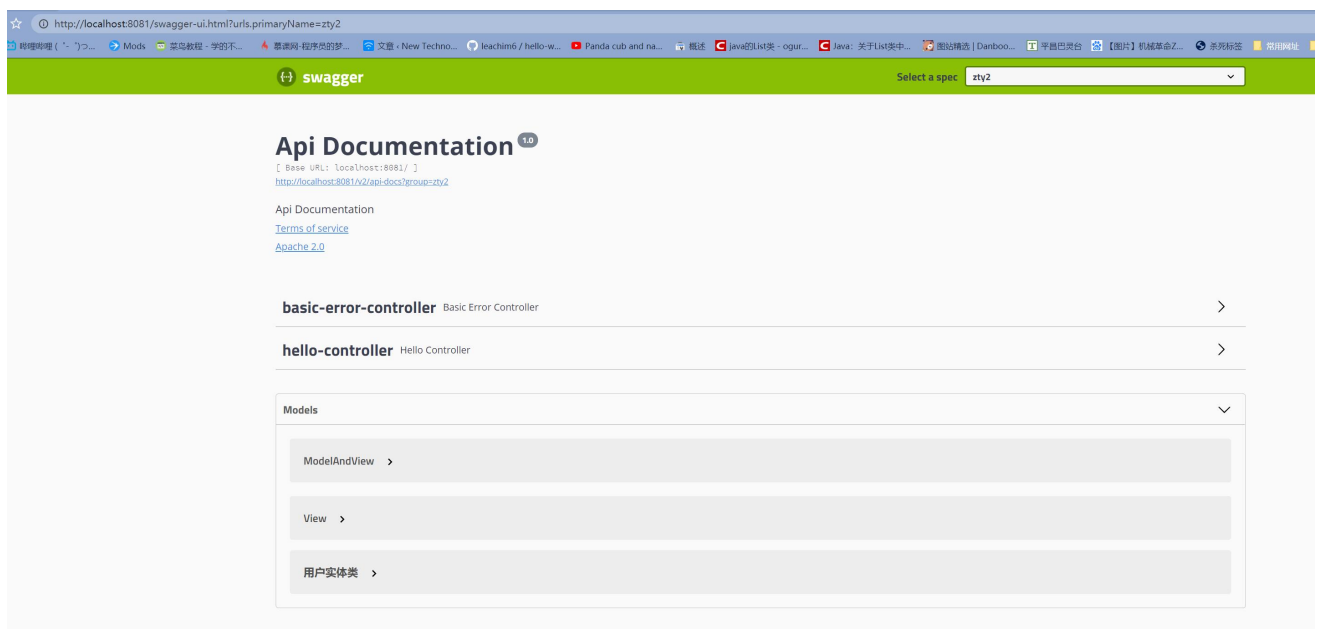 http://localhost:8081/swagger-ui.html?urls.primaryName=zty2
哔哩哔哩 ( ゜- ゜)つ... Mods 菜鸟教程 - 学的不... 慕课网-程序员的梦... 文章 ‹ New Techno... leachim6 / hello-w... Panda cub and na... 概述 java的List类 - ogur... Java: 关于List类中... 图站精选 | Danboo... 平昌巴灵台 【图片】机械革命Z... 杀死标签 常用网址
swagger Select a spec zty2
Api Documentation 1.0
[ Base URL: localhost:8081/ ]
http://localhost:8081/v2/api-docs?group=zty2
Api Documentation
Terms of service
Apache 2.0
basic-error-controller Basic Error Controller
hello-controller Hello Controller
Models
ModelAndView
View
用户实体类